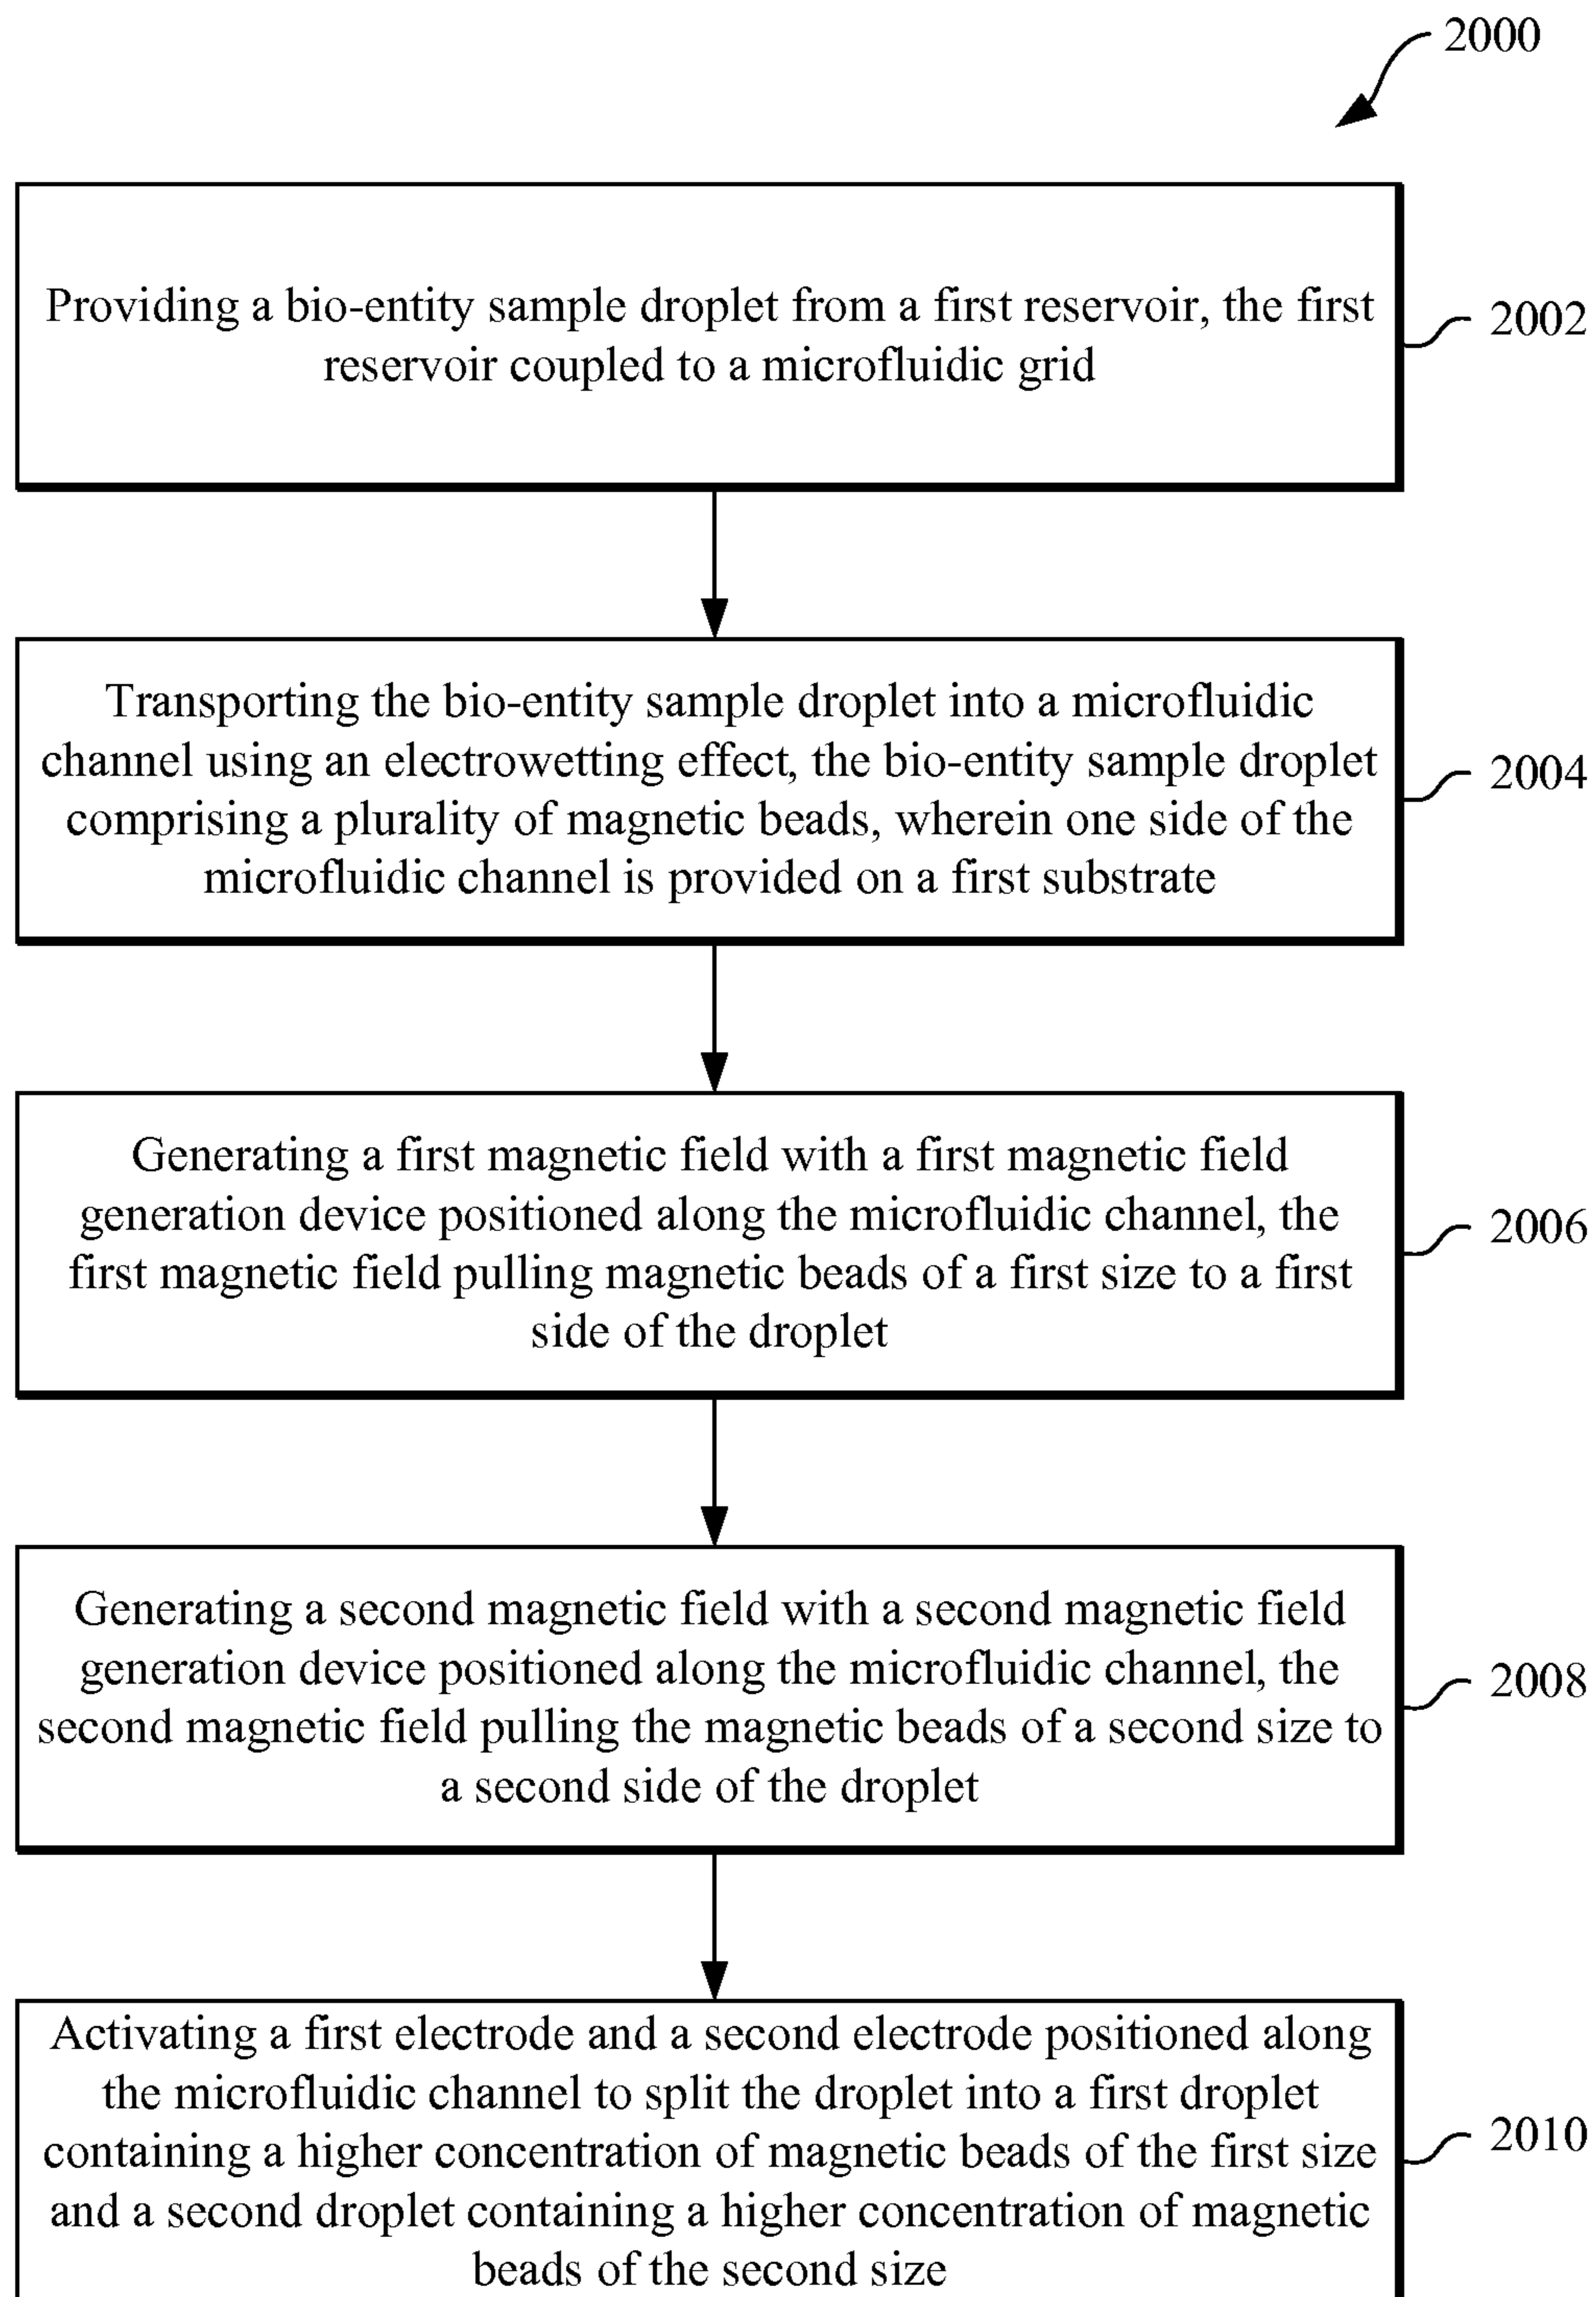 2000
Providing a bio-entity sample droplet from a first reservoir, the first
reservoir coupled to a microfluidic grid
2002
Transporting the bio-entity sample droplet into a microfluidic
channel using an electrowetting effect, the bio-entity sample droplet
comprising a plurality of magnetic beads, wherein one side of the
microfluidic channel is provided on a first substrate
2004
Generating a first magnetic field with a first magnetic field
generation device positioned along the microfluidic channel, the
first magnetic field pulling magnetic beads of a first size to a first
side of the droplet
2006
Generating a second magnetic field with a second magnetic field
generation device positioned along the microfluidic channel, the
second magnetic field pulling the magnetic beads of a second size to
a second side of the droplet
2008
Activating a first electrode and a second electrode positioned along
the microfluidic channel to split the droplet into a first droplet
containing a higher concentration of magnetic beads of the first size
and a second droplet containing a higher concentration of magnetic
beads of the second size
2010